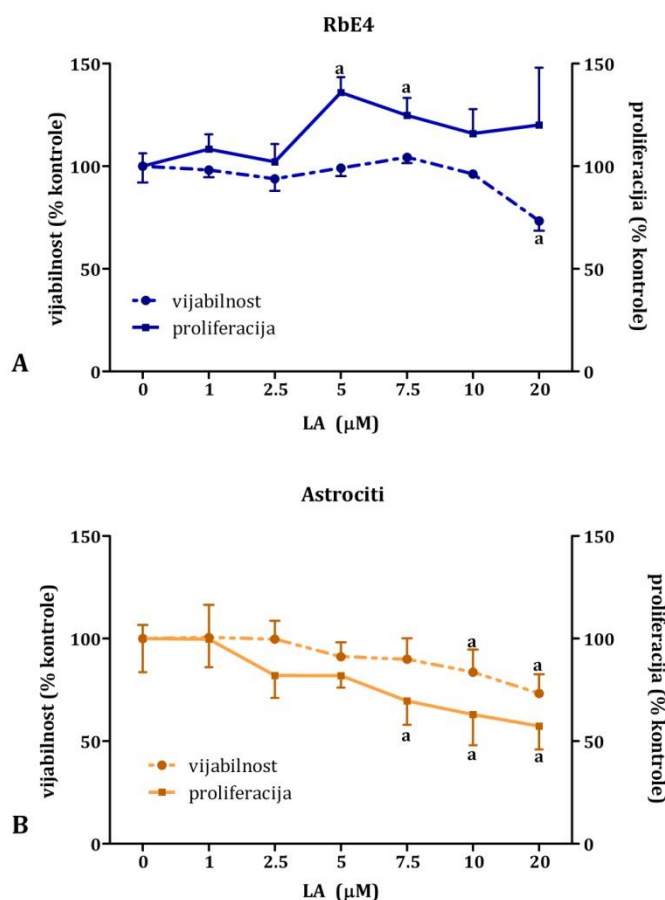 RbE4
vijabilnost (% kontrole)
150
100
50
0
a
a
a
vijabilnost
proliferacija
150
100
50
0
proliferacija (% kontrole)
0 1 2.5 5 7.5 10 20
LA (μM)
A
Astrociti
vijabilnost (% kontrole)
150
100
50
0
a
a
a
a
a
vijabilnost
proliferacija
150
100
50
0
proliferacija (% kontrole)
0 1 2.5 5 7.5 10 20
LA (μM)
B